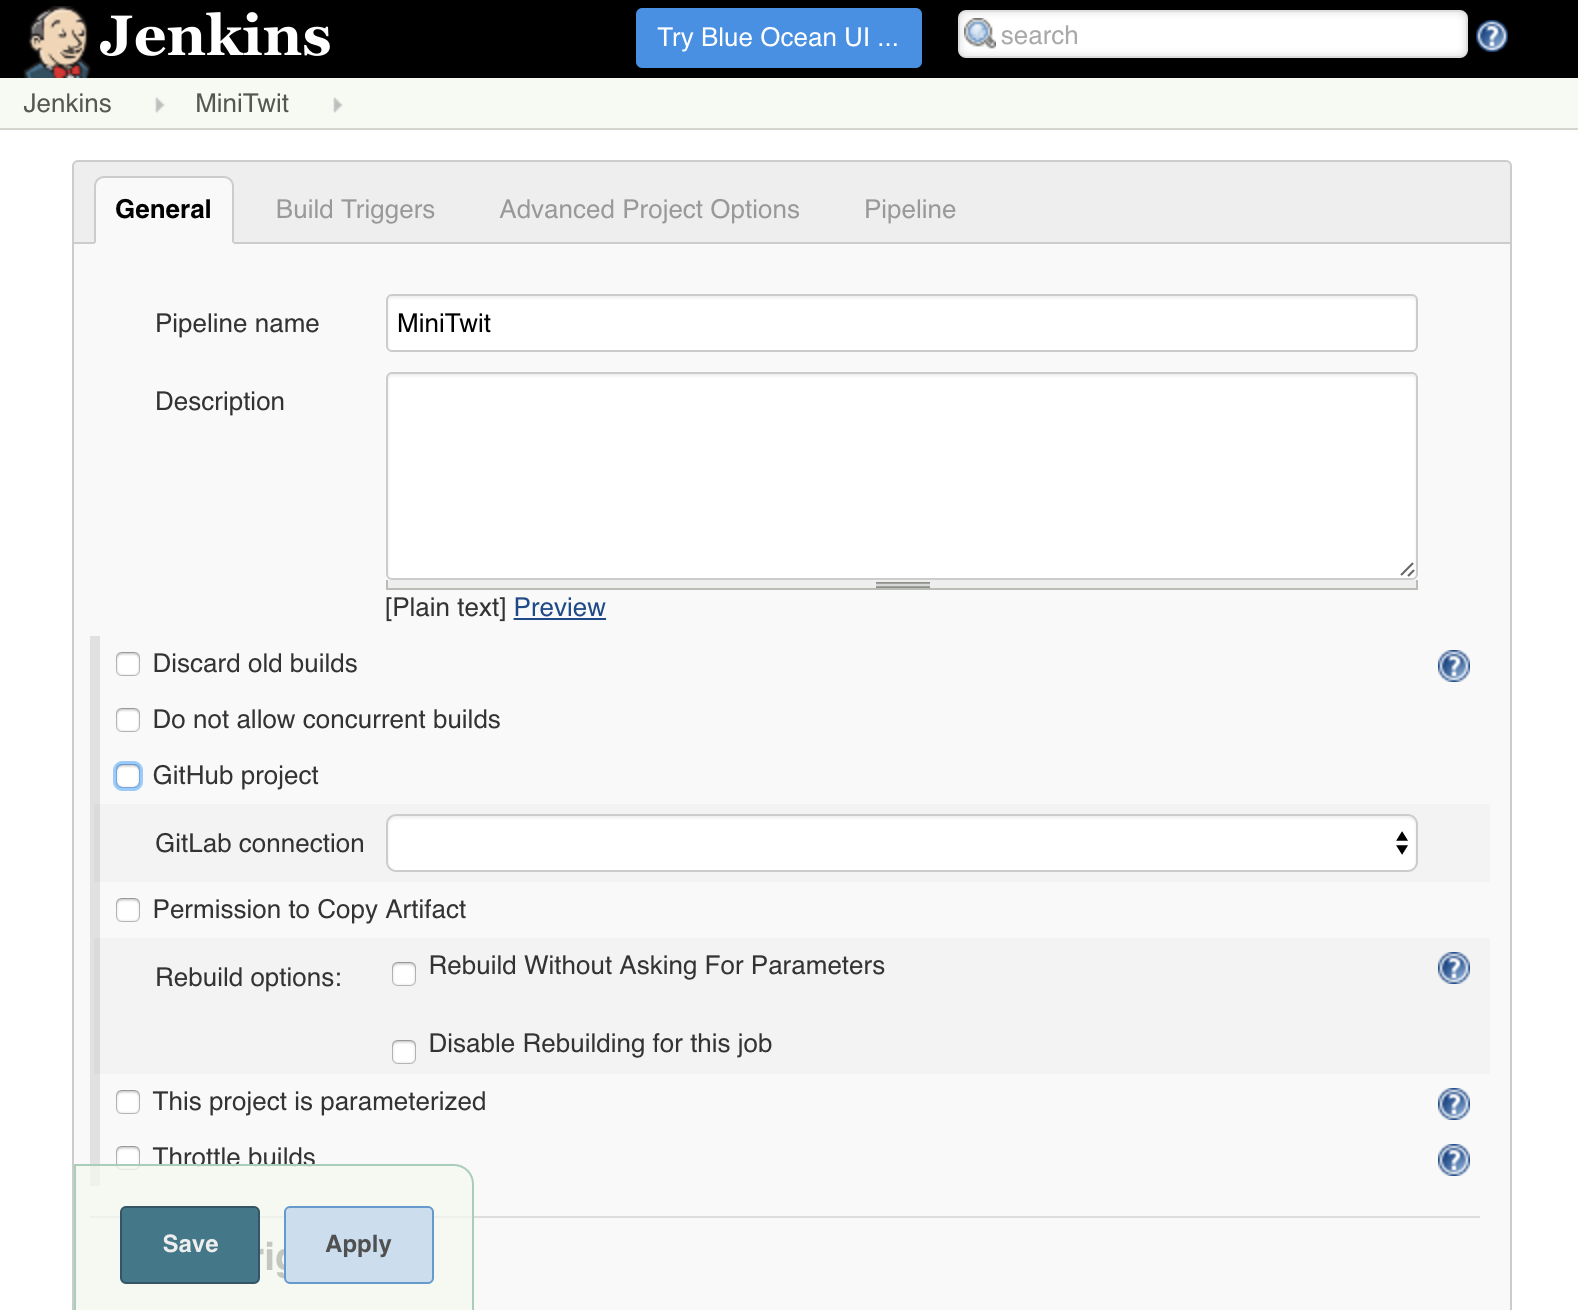 Jenkins
Try Blue Ocean UI ...
search
Jenkins
MiniTwit
General
Build Triggers
Advanced Project Options
Pipeline
Pipeline name
MiniTwit
Description
[Plain text] Preview
Discard old builds
Do not allow concurrent builds
GitHub project
GitLab connection
Permission to Copy Artifact
Rebuild options:
Rebuild Without Asking For Parameters
Disable Rebuilding for this job
This project is parameterized
Throttle builds
Save
Apply